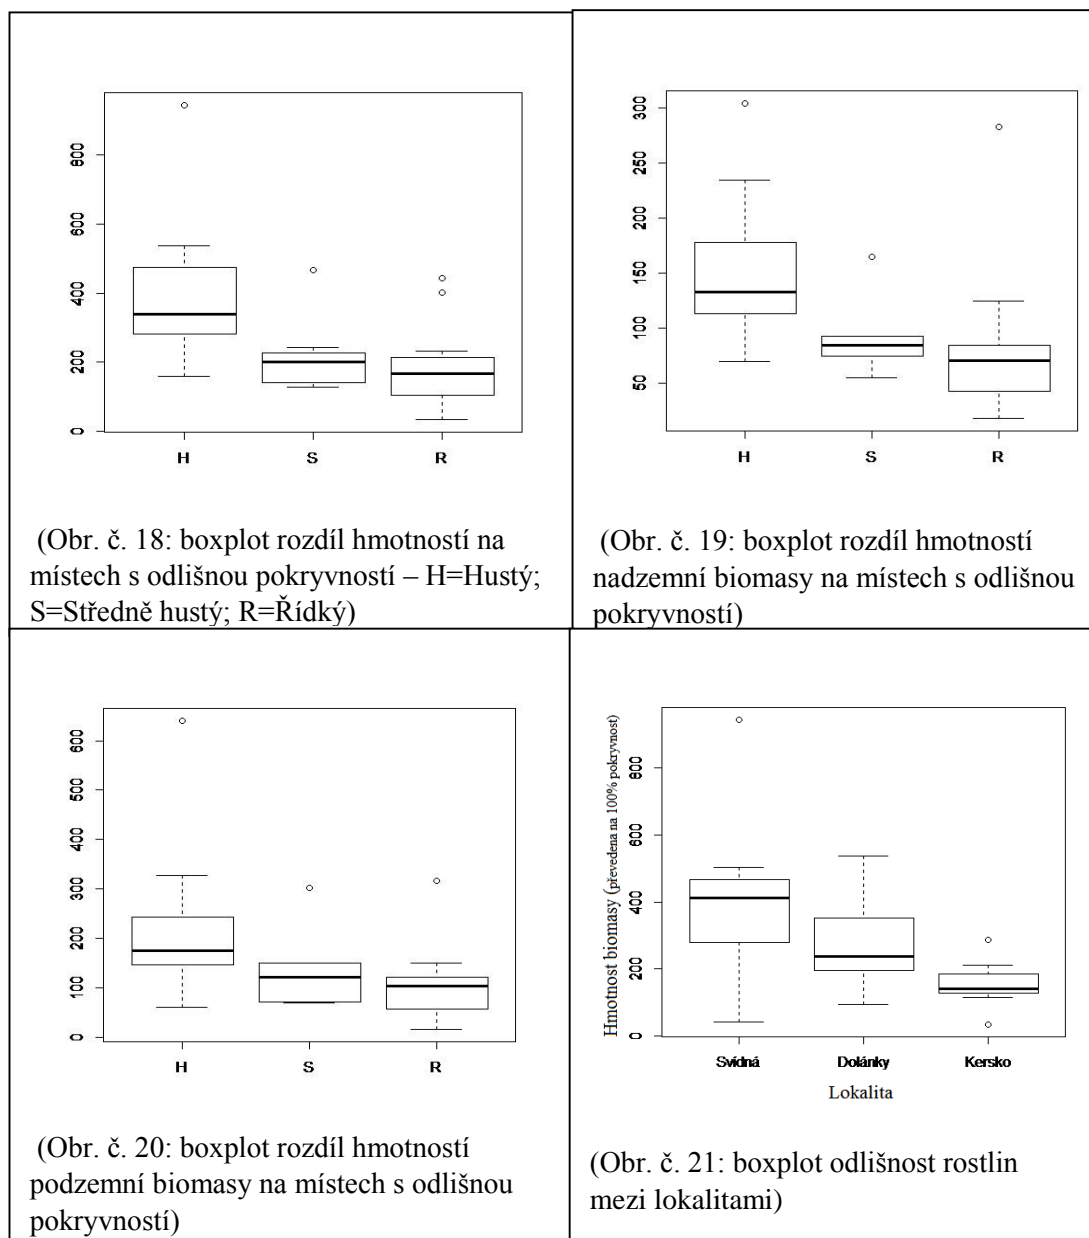 800
600
400
200
0
H S R
(Obr. č. 18: boxplot rozdíl hmotností na
místech s odlišnou pokryvností – H=Hustý;
S=Středně hustý; R=Řídký)
300
250
200
150
100
50
H S R
(Obr. č. 19: boxplot rozdíl hmotností
nadzemní biomasy na místech s odlišnou
pokryvností)
600
500
400
300
200
100
0
H S R
(Obr. č. 20: boxplot rozdíl hmotností
podzemní biomasy na místech s odlišnou
pokryvností)
Hmotnost biomasy (převedena na 100% pokryvnost)
800
600
400
200
0
Svídná Dolánky Kersko
Lokalita
(Obr. č. 21: boxplot odlišnost rostlin
mezi lokalitami)